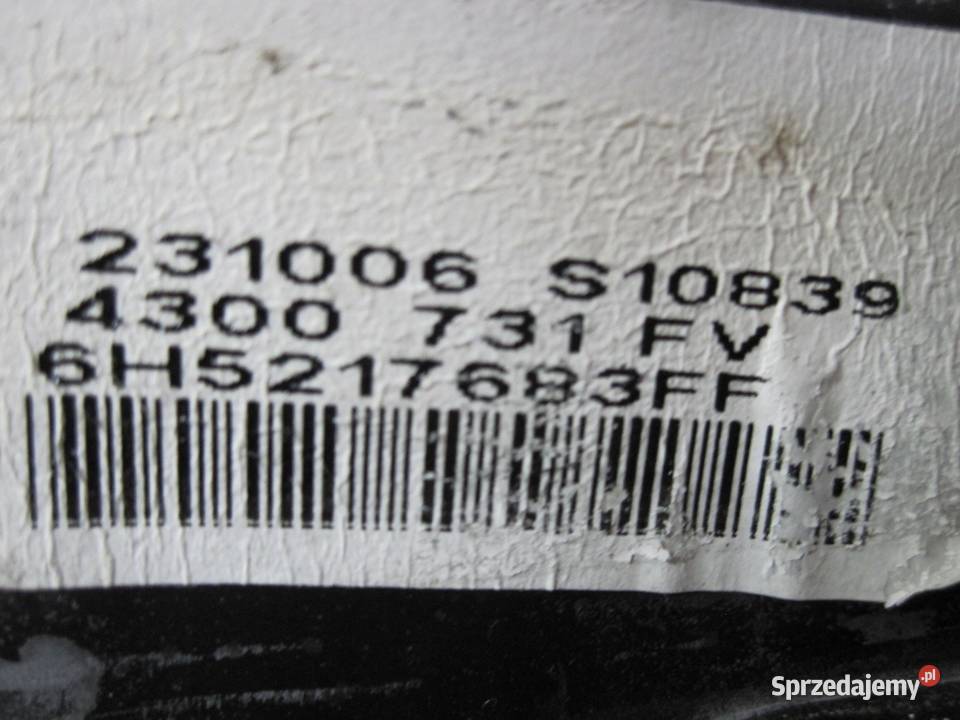 231006 S10839
4300 731 FV
6H5217683FF
Sprzedajemy.pl